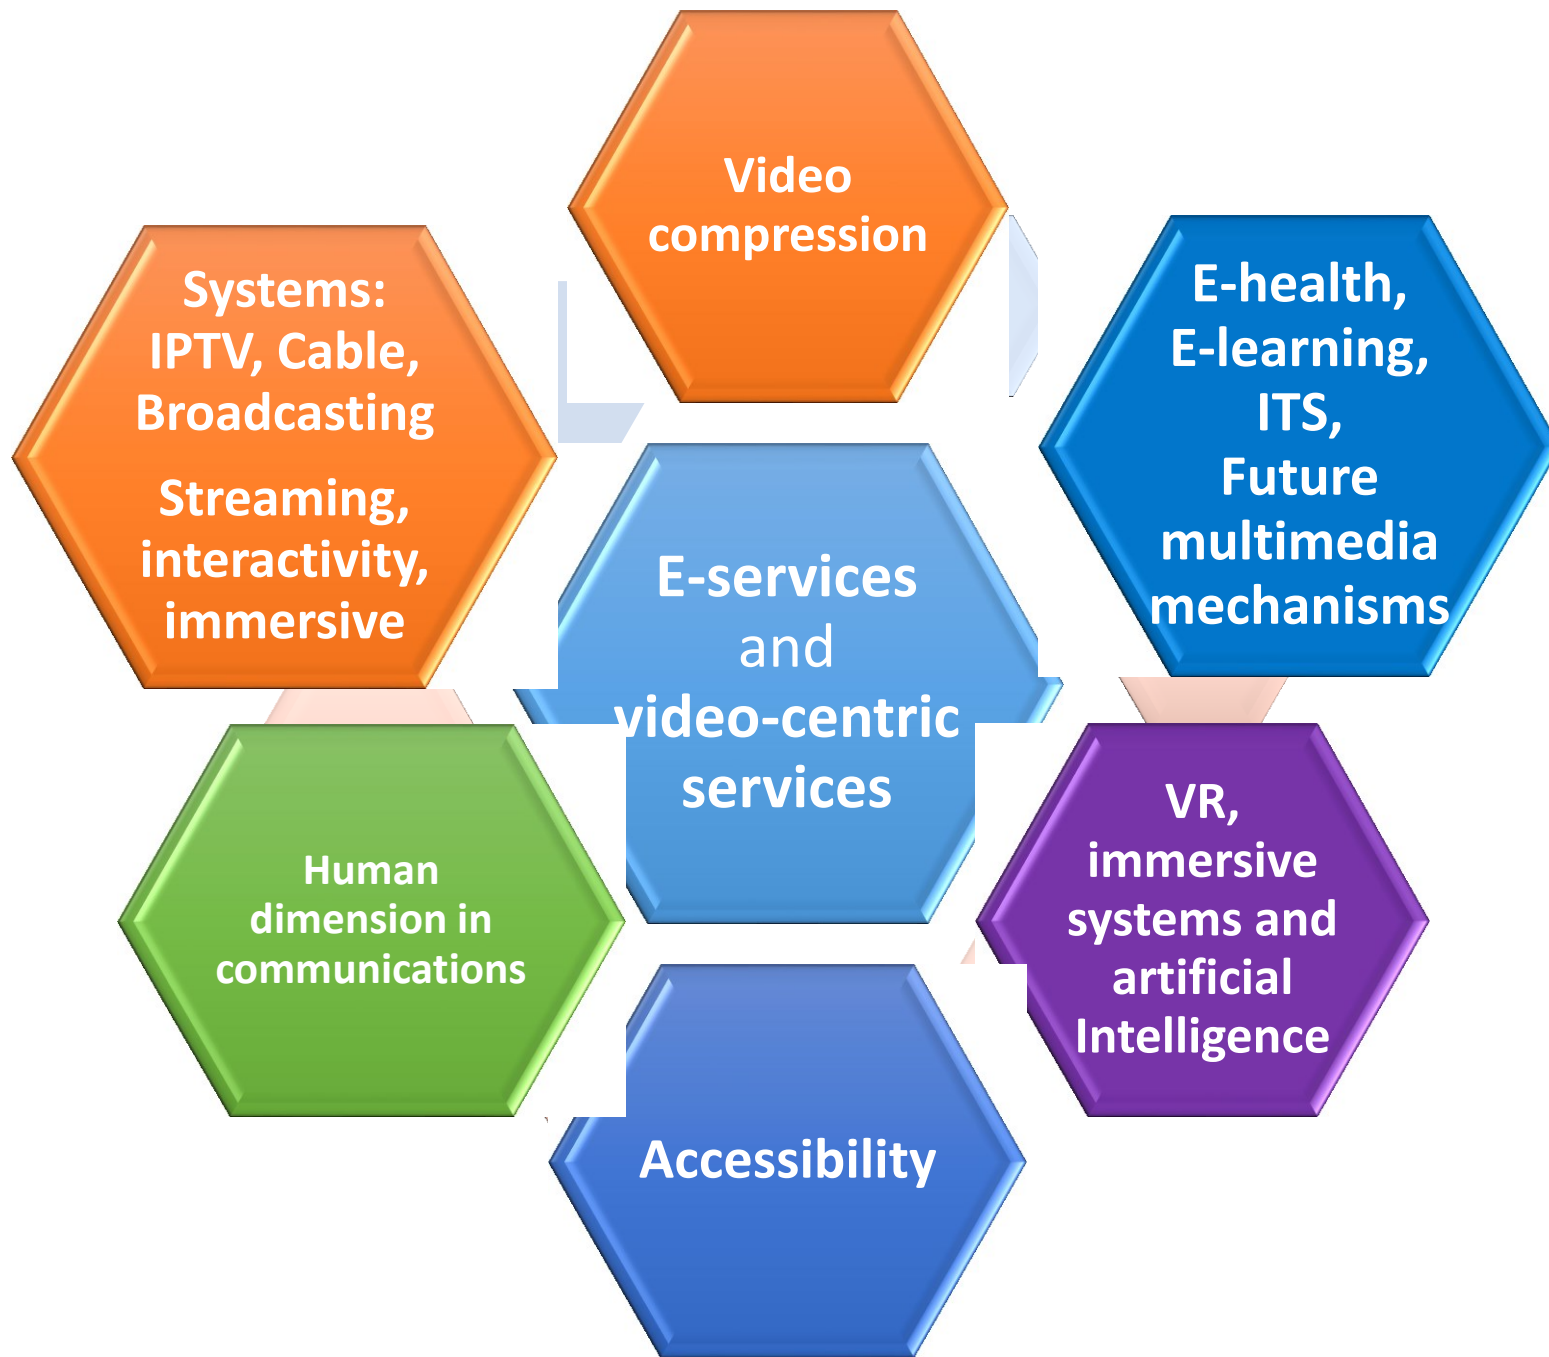 Video
compression
Systems:
IPTV, Cable,
Broadcasting
Streaming,
interactivity,
immersive
E-health,
E-learning,
ITS,
Future
multimedia
mechanisms
E-services
and
video-centric
services
Human
dimension in
communications
VR,
immersive
systems and
artificial
Intelligence
Accessibility